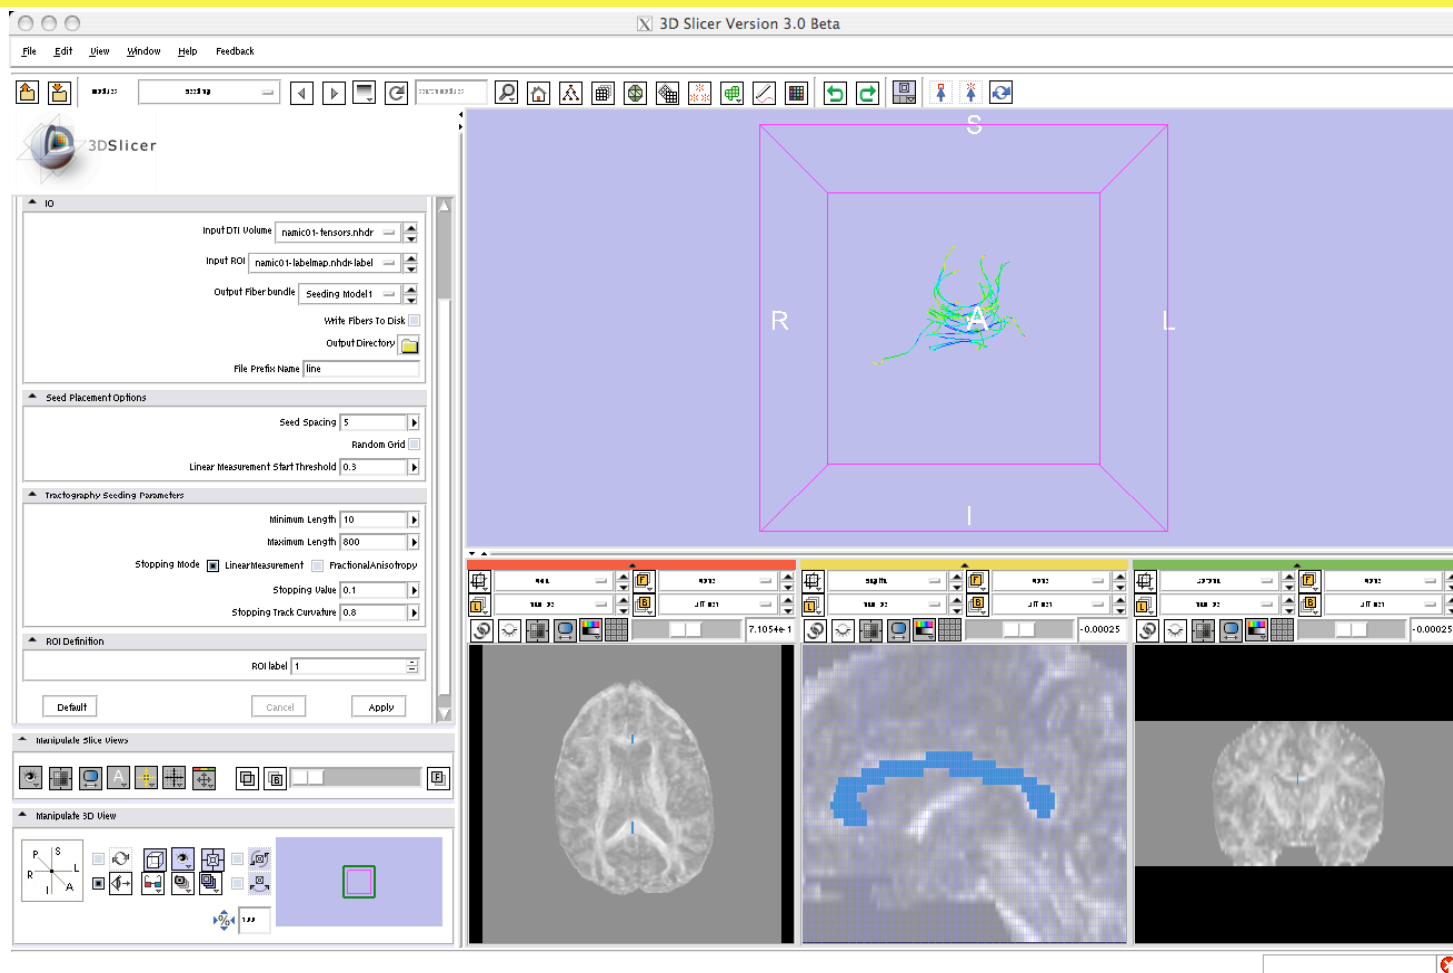 3D Slicer Version 3.0 Beta
File Edit View Window Help Feedback
3DSlicer
S
R
A
L
I
IO
Input DTI Volume namic01-tensors.nhdr
Input ROI namic01-labelmap.nhdr-label
Output Fiber bundle Seeding Model1
Write Fibers To Disk
Output Directory
File Prefix Name line
Seed Placement Options
Seed Spacing 5
Random Grid
Linear Measurement Start Threshold 0.3
Tractography Seeding Parameters
Minimum Length 10
Maximum Length 800
Stopping Mode LinearMeasurement FractionalAnisotropy
Stopping Value 0.1
Stopping Track Curvature 0.8
ROI Definition
ROI label 1
Default Cancel Apply
7.1054e-1
-0.00025
-0.00025
Manipulate Slice Views
Manipulate 3D View
P S
R L
I A